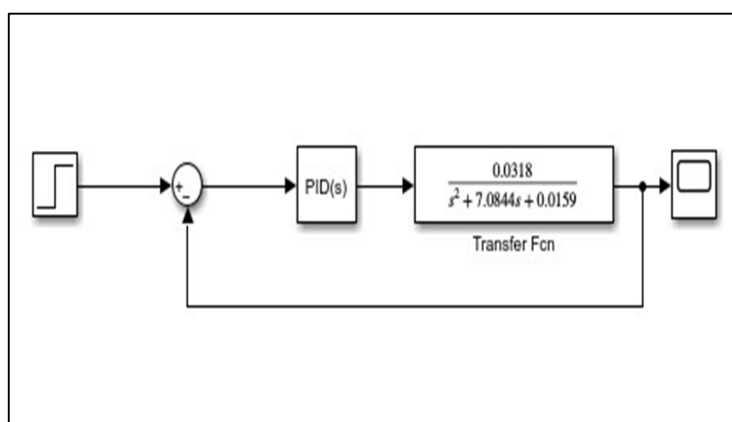 +
−
PID(s)
0.0318
s² + 7.0844s + 0.0159
Transfer Fcn